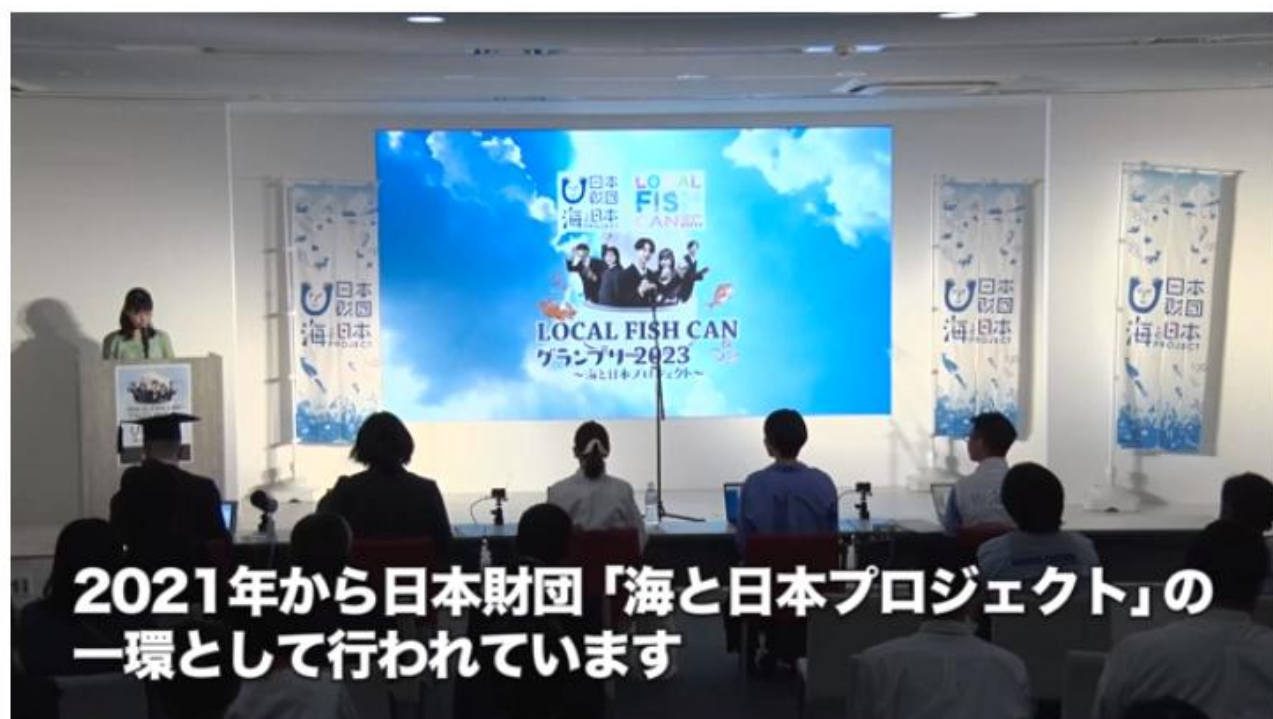 日本
財団
海と日本
LOCAL
FISH
CAN
LOCAL FISH CAN
グランプリー2023
〜海と日本プロジェクト〜
日本
財団
海と日本
PROJECT
日本
財団
海と日本
PROJECT
日本
財団
海と日本
PROJECT
2021年から日本財団「海と日本プロジェクト」の
一環として行われています